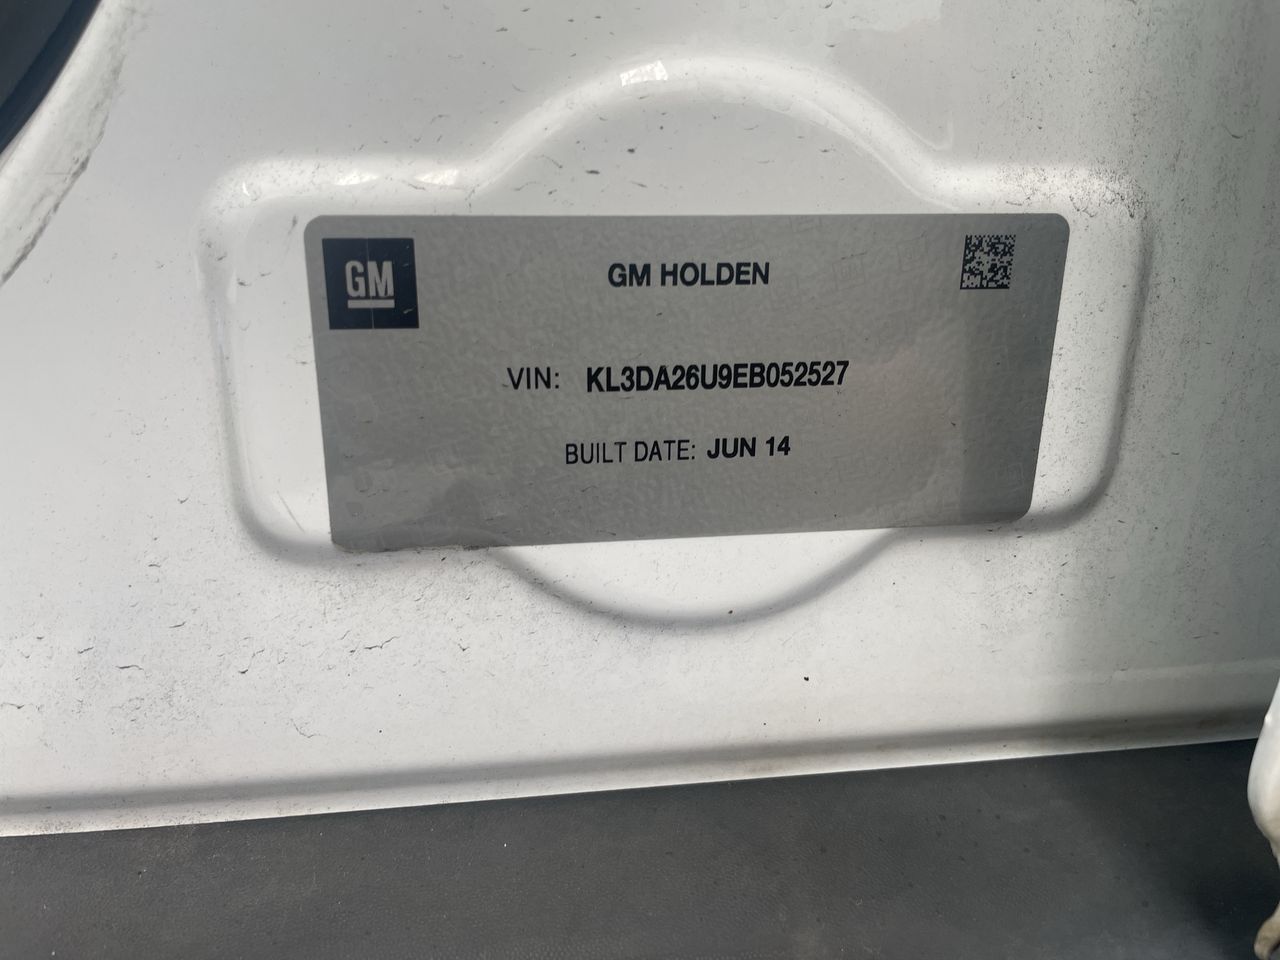 GM
GM HOLDEN
VIN: KL3DA26U9EB052527
BUILT DATE: JUN 14